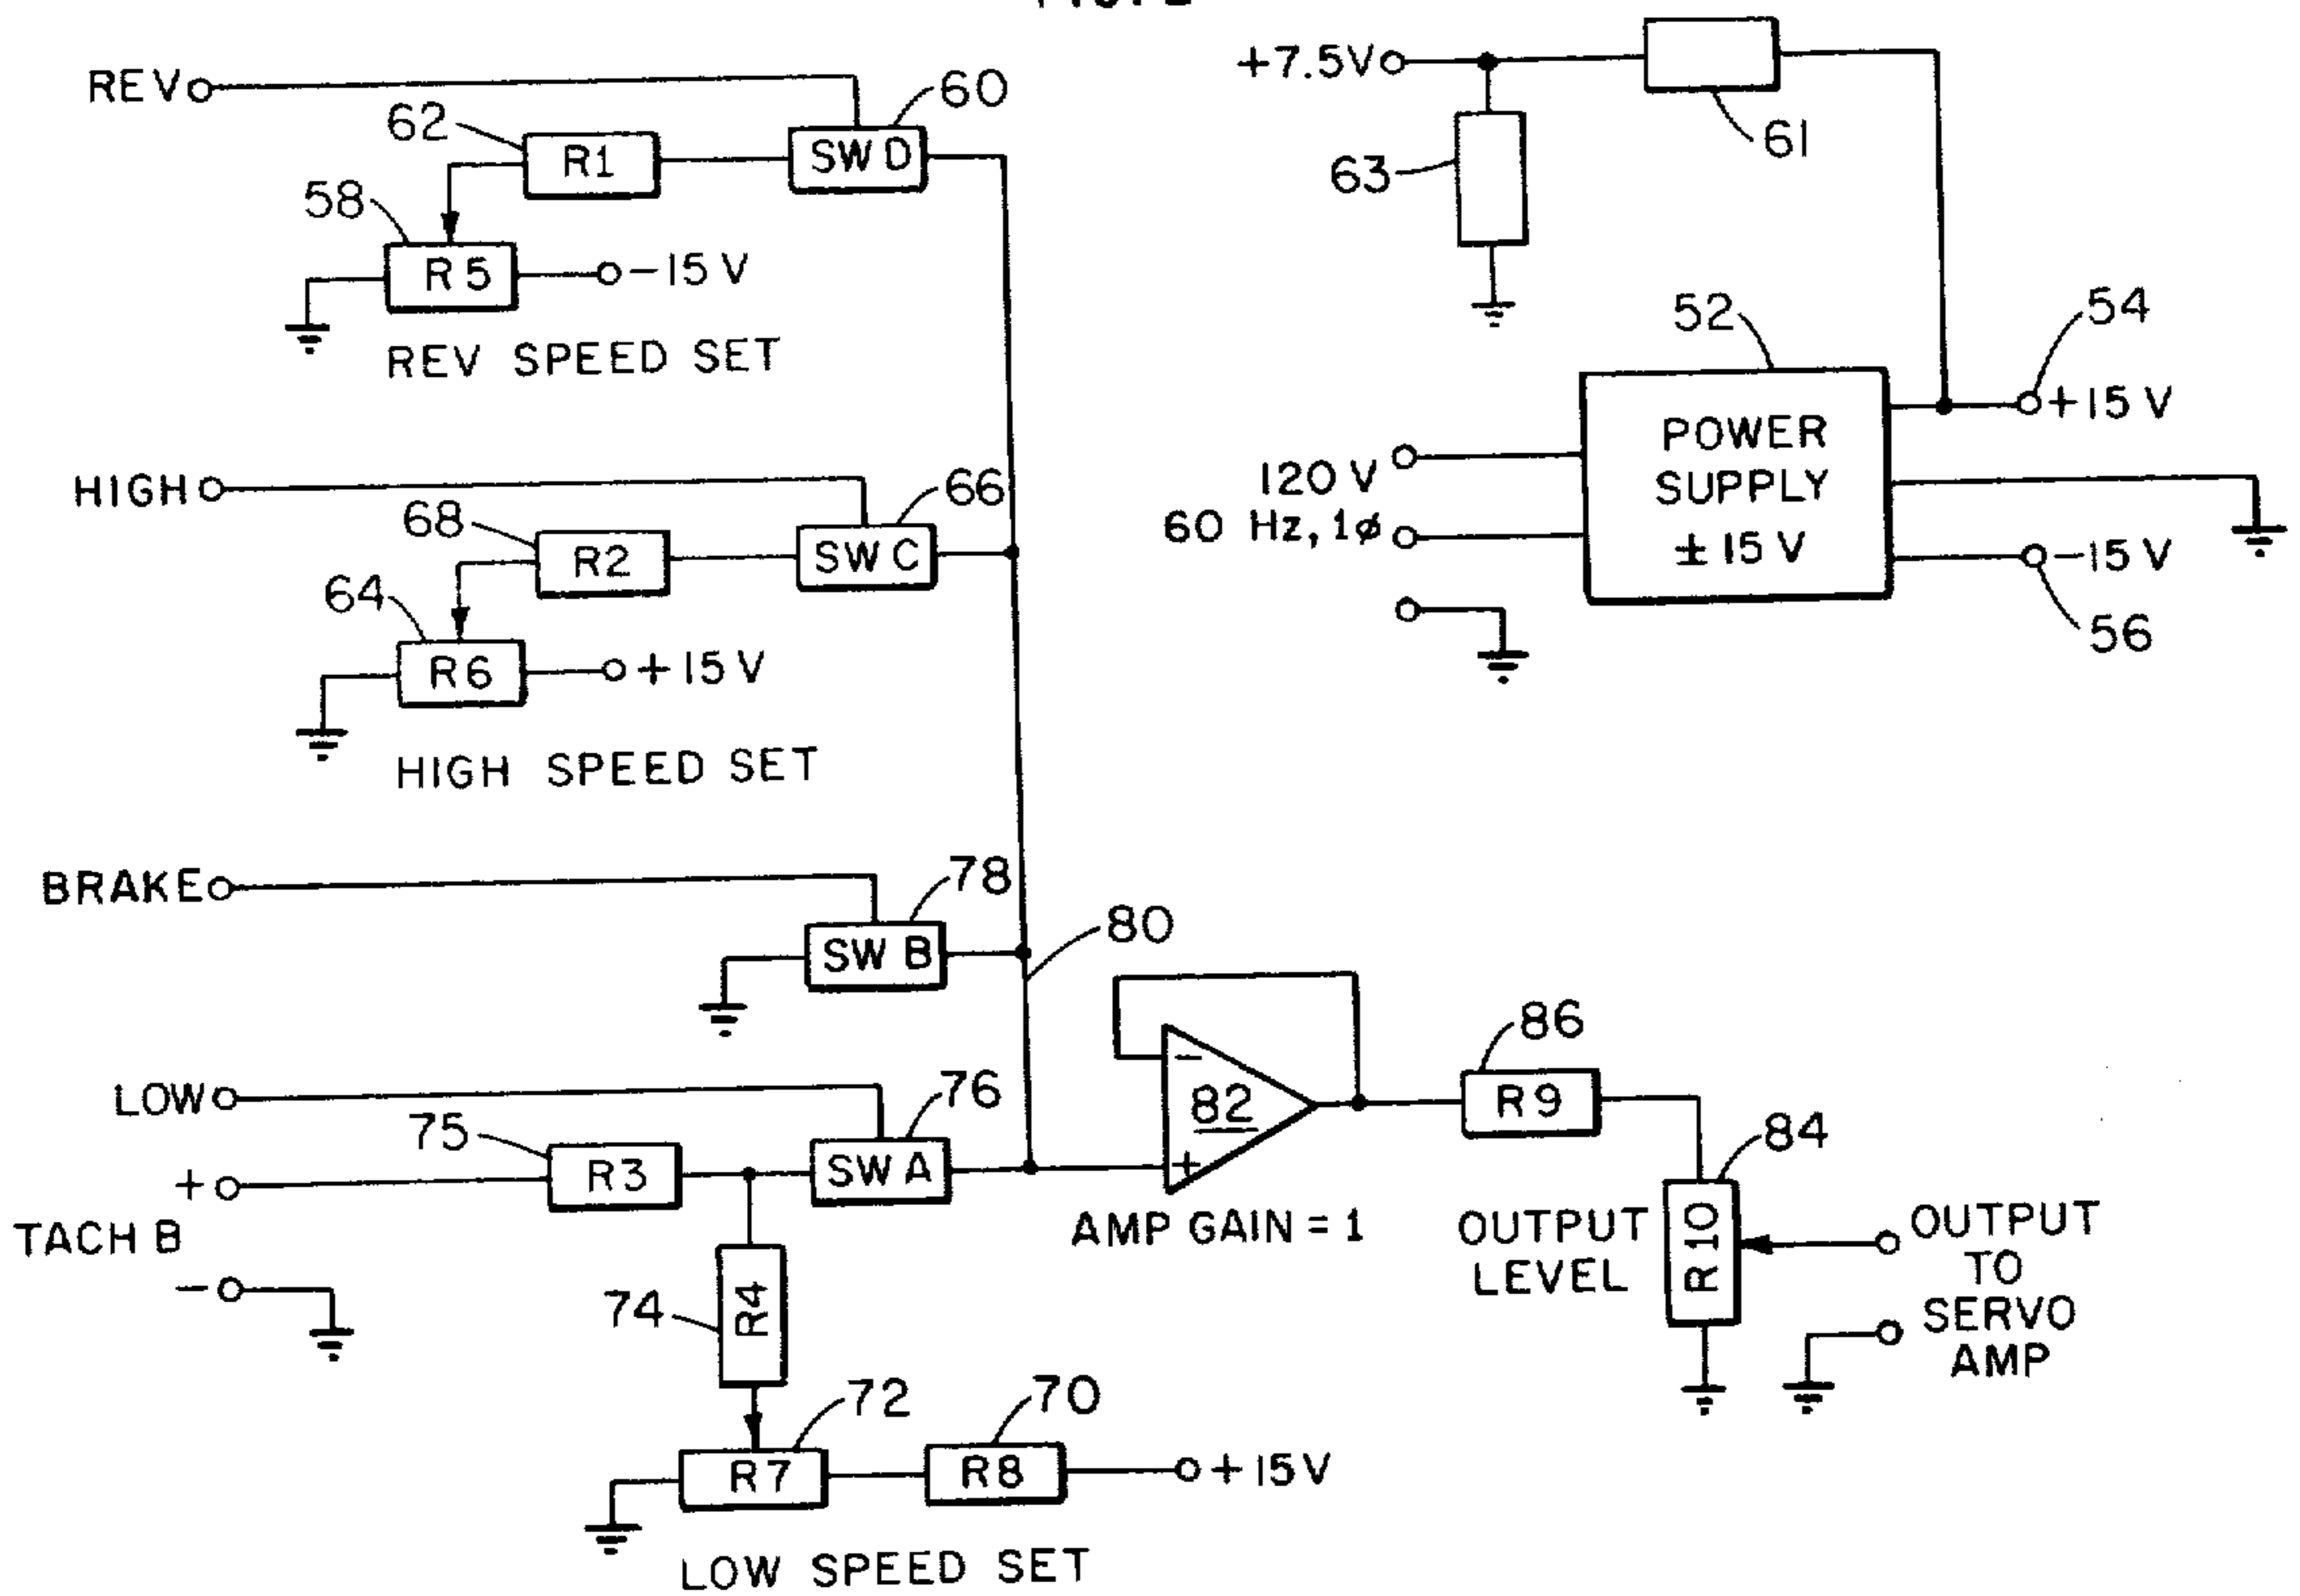 REV
62
R1
60
SW D
58
R5
-15 V
REV SPEED SET
+7.5V
61
63
HIGH
68
R2
66
SW C
64
R6
+15 V
HIGH SPEED SET
52
54
POWER
SUPPLY
± 15 V
+15 V
-15 V
56
120 V
60 Hz, 1ø
BRAKE
78
SW B
80
LOW
75
R3
76
SW A
+
TACH B
-
74
R4
72
R7
70
R8
+15V
LOW SPEED SET
-
82
+
AMP GAIN = 1
86
R9
84
R10
OUTPUT
LEVEL
OUTPUT
TO
SERVO
AMP